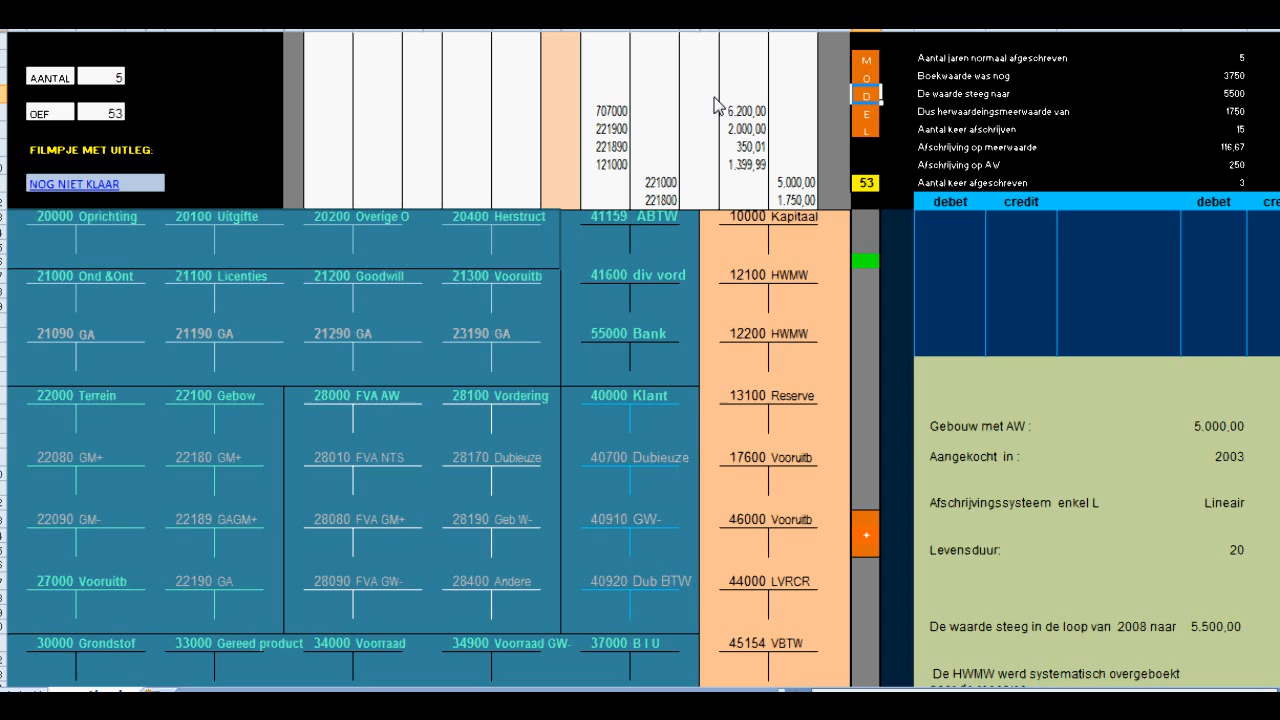 AANTAL 5
OEF 53
FILMPJE MET UITLEG:
NOG NIET KLAAR
707000 6.200,00
221900 2.000,00
221890 350,01
121000 1.399,99
221000 5.000,00
221800 1.750,00
M
O
D
E
L
53
Aantal jaren normaal afgeschreven 5
Boekwaarde was nog 3750
De waarde steeg naar 5500
Dus herwaardeingsmeerwaarde van 1750
Aantal keer afschrijven 15
Afschrijving op meerwaarde 116,67
Afschrijving op AW 250
Aantal keer afgeschreven 3
debet credit debet cre
20000 Oprichting 20100 Uitgifte 20200 Overige O 20400 Herstruct 41159 ABTW 10000 Kapitaal
21000 Ond &Ont 21100 Licenties 21200 Goodwill 21300 Vooruitb 41600 div vord 12100 HWMW
21090 GA 21190 GA 21290 GA 23190 GA 55000 Bank 12200 HWMW
22000 Terrein 22100 Gebow 28000 FVA AW 28100 Vordering 40000 Klant 13100 Reserve
22080 GM+ 22180 GM+ 28010 FVA NTS 28170 Dubieuze 40700 Dubieuze 17600 Vooruitb
22090 GM- 22189 GAGM+ 28080 FVA GM+ 28190 Geb W- 40910 GW- 46000 Vooruitb
27000 Vooruitb 22190 GA 28090 FVA GW- 28400 Andere 40920 Dub BTW 44000 LVRCR
30000 Grondstof 33000 Gereed product 34000 Voorraad 34900 Voorraad GW- 37000 B I U 45154 VBTW
+
Gebouw met AW : 5.000,00
Aangekocht in : 2003
Afschrijvingssysteem enkel L Lineair
Levensduur: 20
De waarde steeg in de loop van 2008 naar 5.500,00
De HWMW werd systematisch overgeboekt